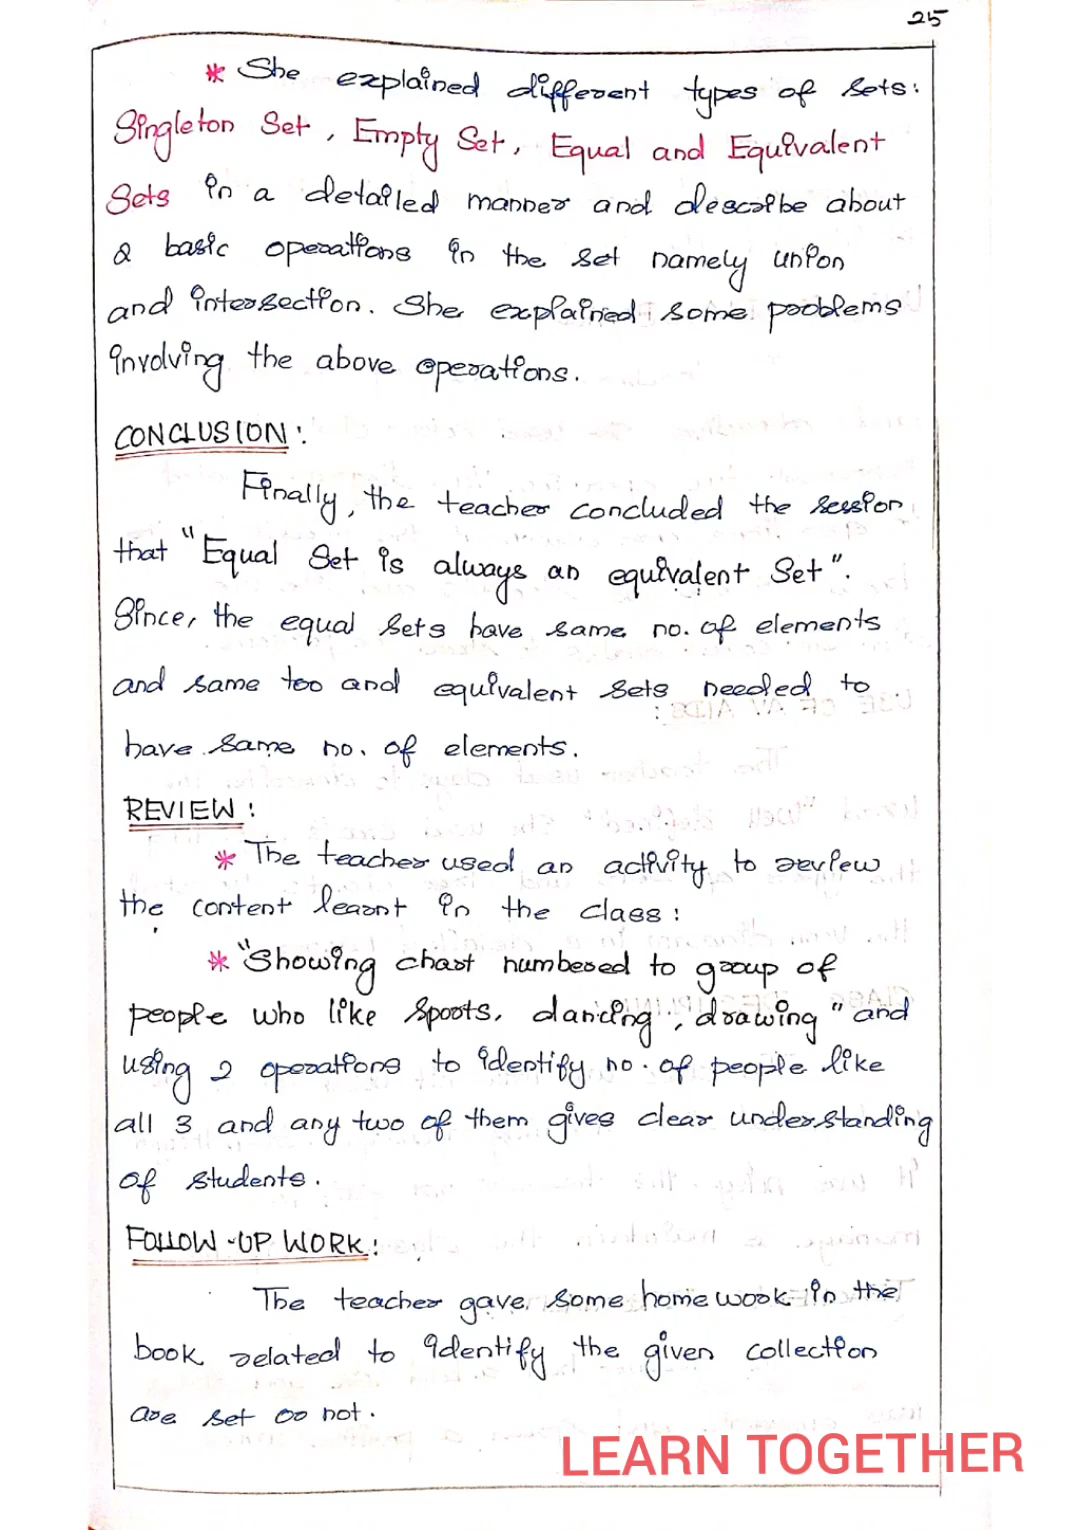 25
* She explained different types of sets:
Singleton Set, Empty Set, Equal and Equivalent
Sets in a detailed manner and describe about
2 basic operations in the set namely union
and intersection. She explained some problems
involving the above operations.
CONCLUSION:
Finally, the teacher concluded the session
that "Equal Set is always an equivalent Set".
Since, the equal sets have same no. of elements
and same too and equivalent sets needed to
have same no. of elements.
REVIEW:
* The teacher used an activity to review
the content learnt in the class:
* "Showing chart numbered to group of
people who like sports, dancing, drawing" and
using 2 operations to identify no. of people like
all 3 and any two of them gives clear understanding
of students.
FOLLOW-UP WORK:
The teacher gave some homework in the
book related to identify the given collection
are set or not.
LEARN TOGETHER